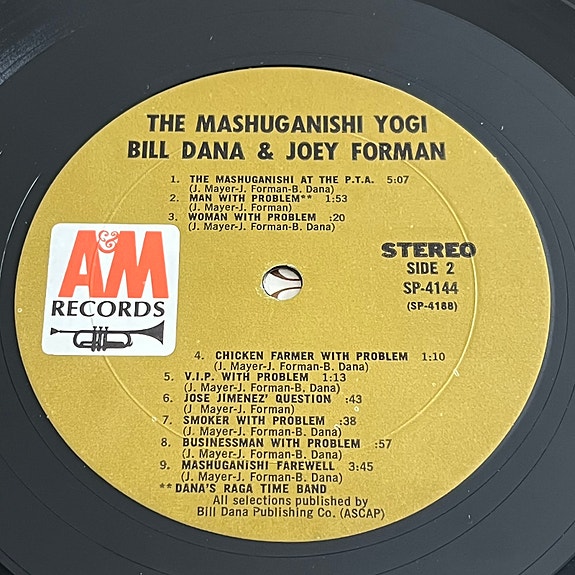 THE MASHUGANISHI YOGI
BILL DANA & JOEY FORMAN
1. THE MASHUGANISHI AT THE P.T.A. 5:07
(J. Mayer-J. Forman-B. Dana)
2. MAN WITH PROBLEM** 1:53
(J. Mayer-J. Forman)
3. WOMAN WITH PROBLEM :20
(J. Mayer-J. Forman-B. Dana)
A&M
RECORDS
STEREO
SIDE 2
SP-4144
(SP-4188)
4. CHICKEN FARMER WITH PROBLEM 1:10
(J. Mayer-J. Forman-B. Dana)
5. V.I.P. WITH PROBLEM 1:13
(J. Mayer-J. Forman-B. Dana)
6. JOSE JIMENEZ' QUESTION :43
(J. Mayer-J. Forman-B. Dana)
7. SMOKER WITH PROBLEM :38
(J. Mayer-J. Forman-B. Dana)
8. BUSINESSMAN WITH PROBLEM :57
(J. Mayer-J. Forman-B. Dana)
9. MASHUGANISHI FAREWELL 3:45
(J. Mayer-J. Forman-B. Dana)
**DANA'S RAGA TIME BAND
All selections published by
Bill Dana Publishing Co. (ASCAP)